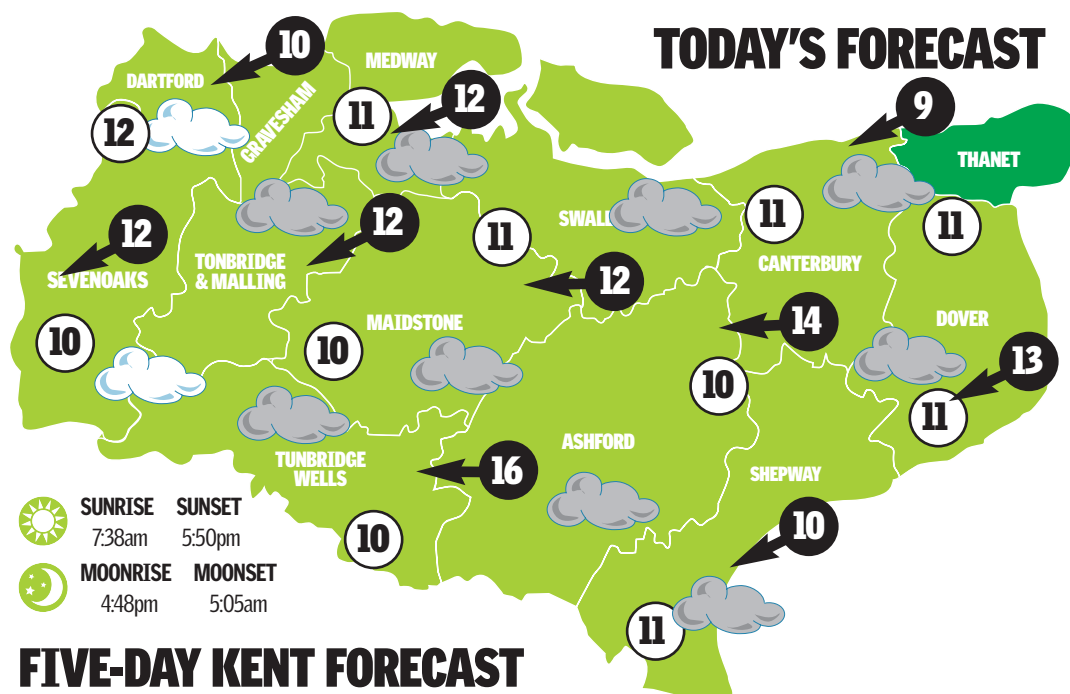 TODAY'S FORECAST
10
MEDWAY
DARTFORD
GRAVESHAM
12
11
12
9
THANET
12
TONBRIDGE
& MALLING
SEVENOAKS
12
11
SWALE
11
11
CANTERBURY
12
14
MAIDSTONE
DOVER
10
10
10
13
11
ASHFORD
TUNBRIDGE
WELLS
16
SHEPWAY
10
10
11
SUNRISE SUNSET
7:38am 5:50pm
MOONRISE MOONSET
4:48pm 5:05am
FIVE-DAY KENT FORECAST